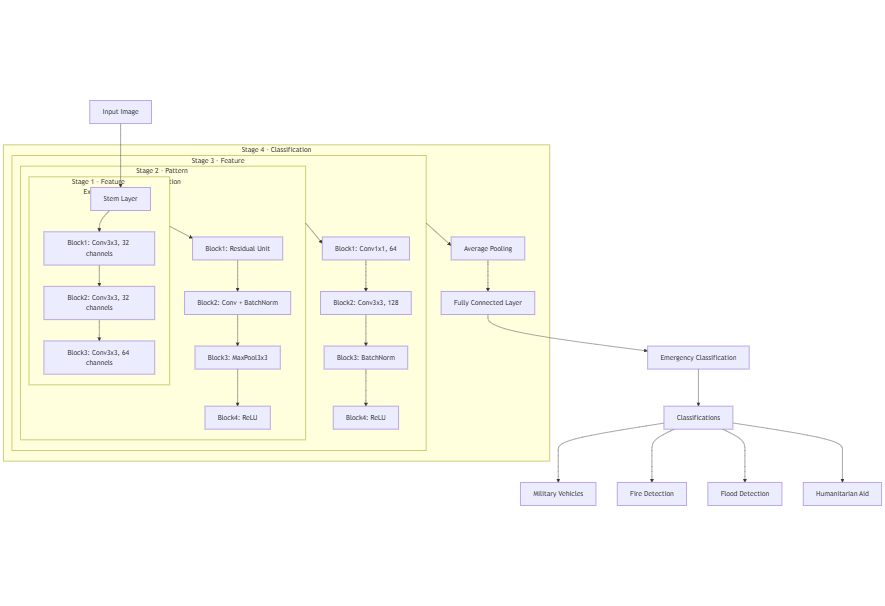 Input Image
Stage 4 - Classification
Stage 3 - Feature
Stage 2 - Pattern
Stage 1 - Feature
Stem Layer
Block1: Conv3x3, 32
channels
Block2: Conv3x3, 32
channels
Block3: Conv3x3, 64
channels
Block1: Residual Unit
Block2: Conv + BatchNorm
Block3: MaxPool3x3
Block4: ReLU
Block1: Conv1x1, 64
Block2: Conv3x3, 128
Block3: BatchNorm
Block4: ReLU
Average Pooling
Fully Connected Layer
Emergency Classification
Classifications
Military Vehicles
Fire Detection
Flood Detection
Humanitarian Aid